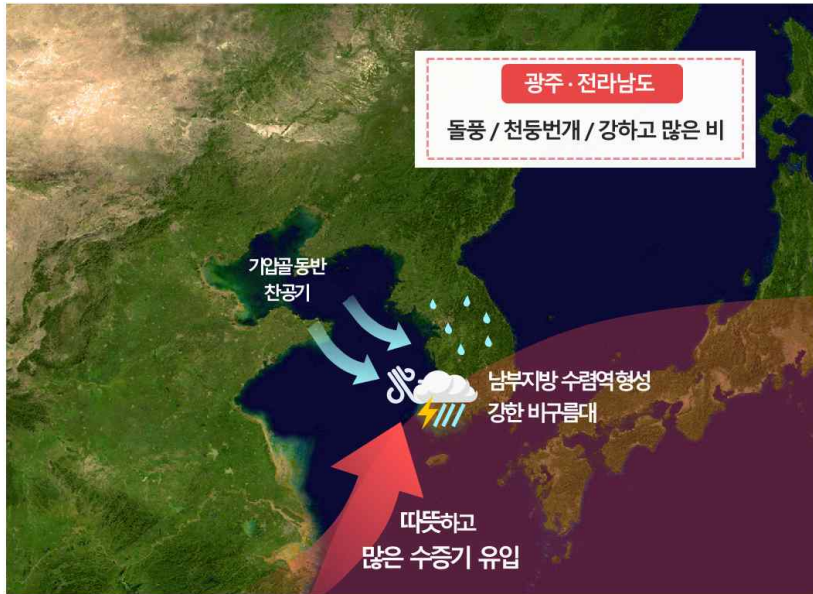 광주 · 전라남도
돌풍 / 천둥번개 / 강하고 많은 비
기압골 동반
찬공기
남부지방 수렴역 형성
강한 비구름대
따뜻하고
많은 수증기 유입